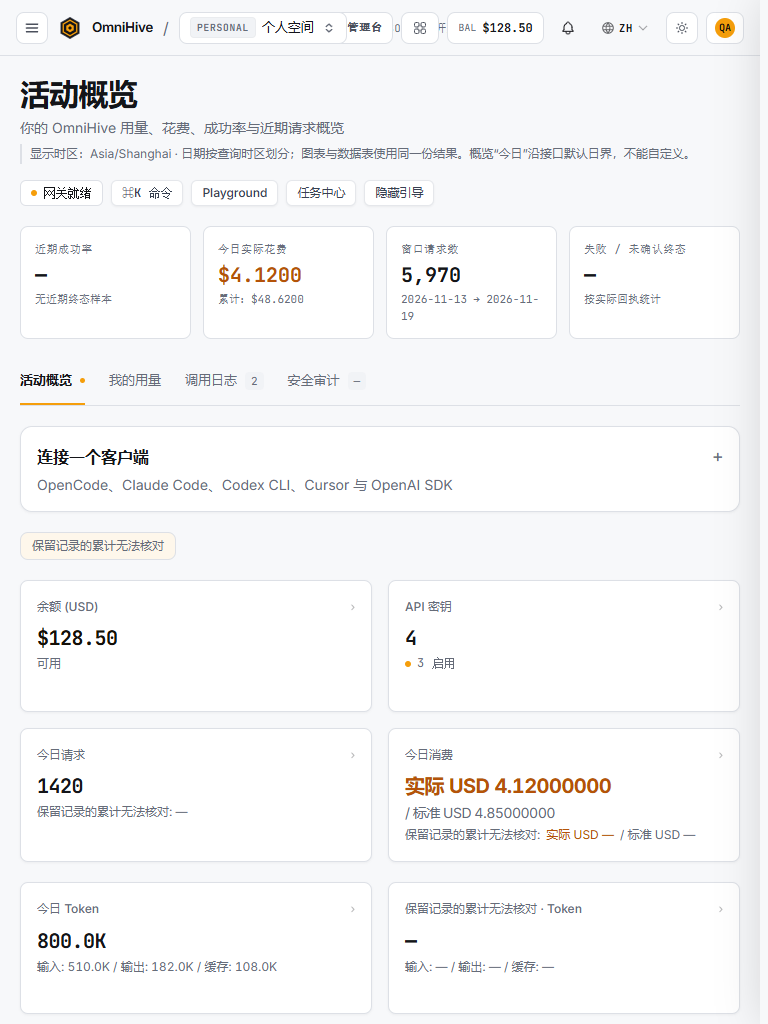 OmniHive / PERSONAL 个人空间 管理台 BAL $128.50 ZH QA
活动概览
你的 OmniHive 用量、花费、成功率与近期请求概览
显示时区：Asia/Shanghai · 日期按查询时区划分；图表与数据表使用同一份结果。概览“今日”沿接口默认日界，不能自定义。
网关就绪 ⌘K 命令 Playground 任务中心 隐藏引导
近期成功率
—
无近期终态样本
今日实际花费
$4.1200
累计: $48.6200
窗口请求数
5,970
2026-11-13 → 2026-11-
19
失败 / 未确认终态
—
按实际回执统计
活动概览 我的用量 调用日志 2 安全审计 —
连接一个客户端 +
OpenCode、Claude Code、Codex CLI、Cursor 与 OpenAI SDK
保留记录的累计无法核对
余额 (USD) ›
$128.50
可用
API 密钥 ›
4
3 启用
今日请求 ›
1420
保留记录的累计无法核对: —
今日消费 ›
实际 USD 4.12000000
/ 标准 USD 4.85000000
保留记录的累计无法核对: 实际 USD — / 标准 USD —
今日 Token ›
800.0K
输入: 510.0K / 输出: 182.0K / 缓存: 108.0K
保留记录的累计无法核对 · Token ›
—
输入: — / 输出: — / 缓存: —